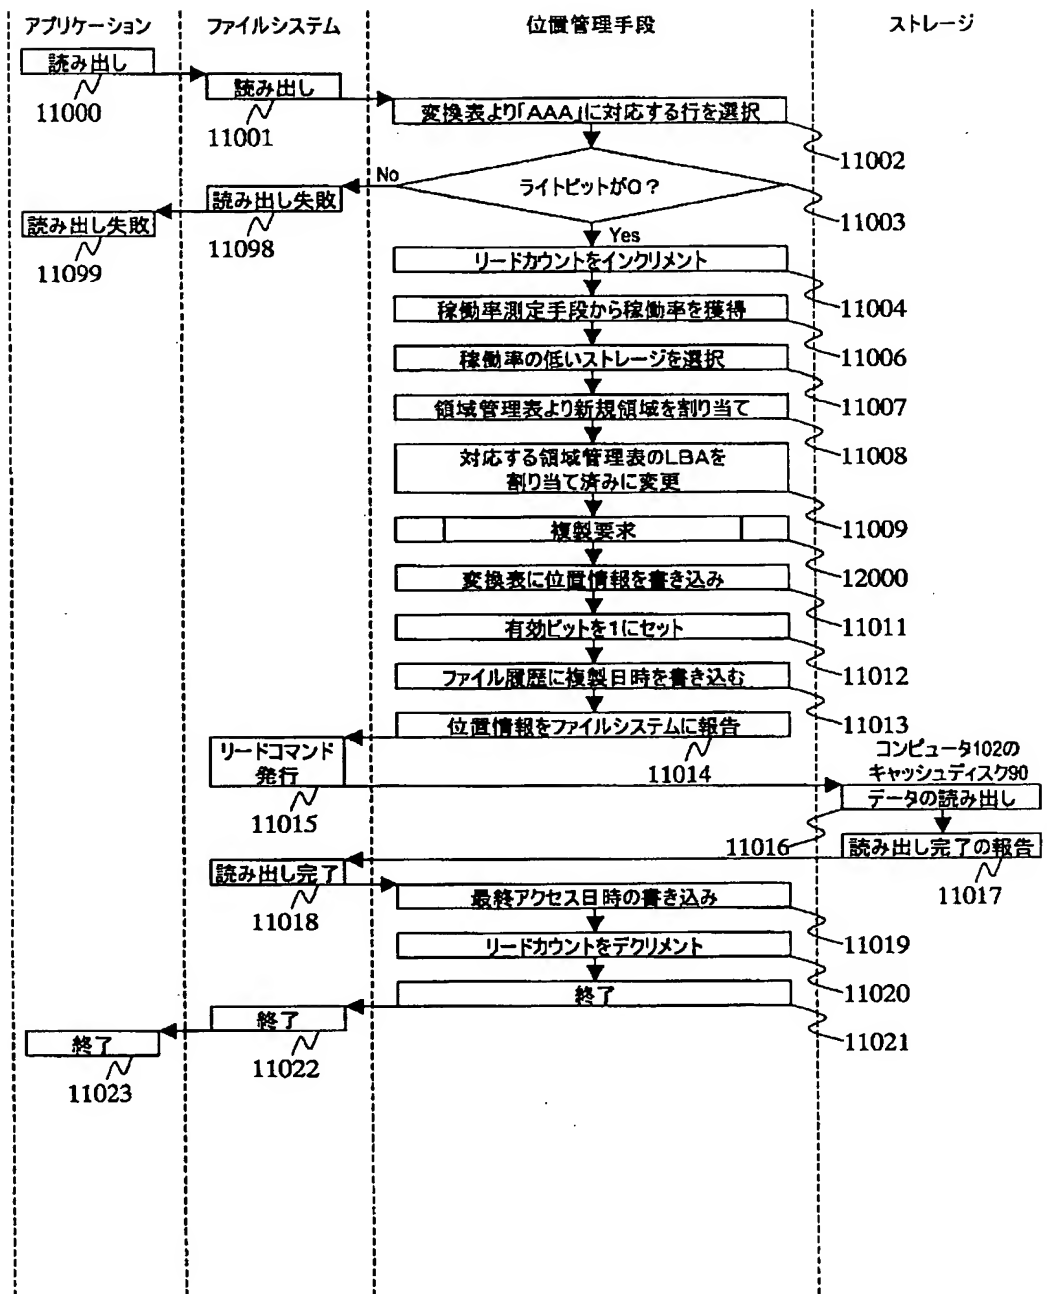 アプリケーション
ファイルシステム
位置管理手段
ストレージ
読み出し
11000
読み出し
11001
変換表より「AAA」に対応する行を選択
11002
ライトビットが0？
11003
No
読み出し失敗
11098
読み出し失敗
11099
Yes
リードカウントをインクリメント
11004
稼働率測定手段から稼働率を獲得
11006
稼働率の低いストレージを選択
11007
領域管理表より新規領域を割り当て
11008
対応する領域管理表のLBAを
割り当て済みに変更
11009
複製要求
12000
変換表に位置情報を書き込み
11011
有効ビットを1にセット
11012
ファイル履歴に複製日時を書き込む
11013
位置情報をファイルシステムに報告
11014
リードコマンド
発行
11015
コンピュータ102の
キャッシュディスク90
データの読み出し
11016
読み出し完了の報告
11017
読み出し完了
11018
最終アクセス日時の書き込み
11019
リードカウントをデクリメント
11020
終了
11021
終了
11022
終了
11023